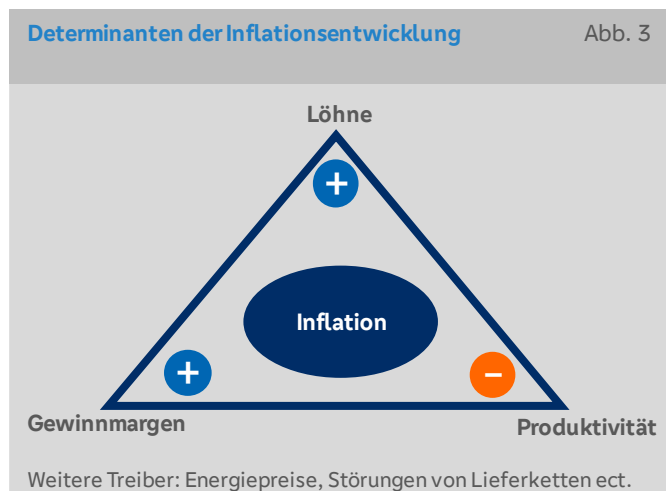 Determinanten der Inflationsentwicklung Abb. 3
Löhne
+
Inflation
+
−
Gewinnmargen
Produktivität
Weitere Treiber: Energiepreise, Störungen von Lieferketten ect.